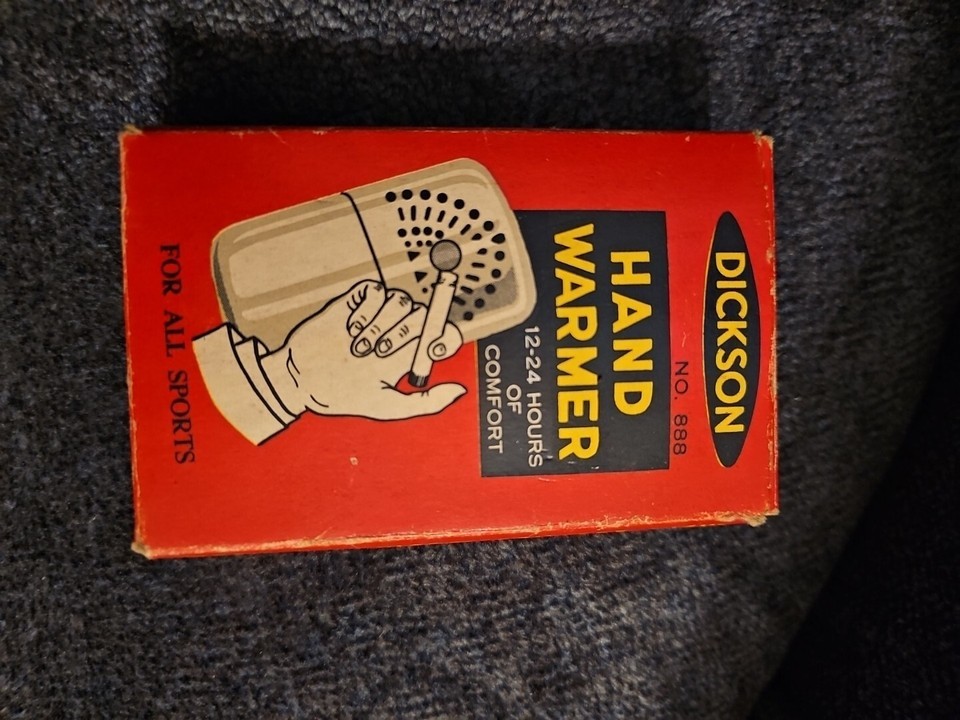 DICKSON
NO. 888
HAND
WARMER
12-24 HOURS
OF
COMFORT
FOR ALL SPORTS